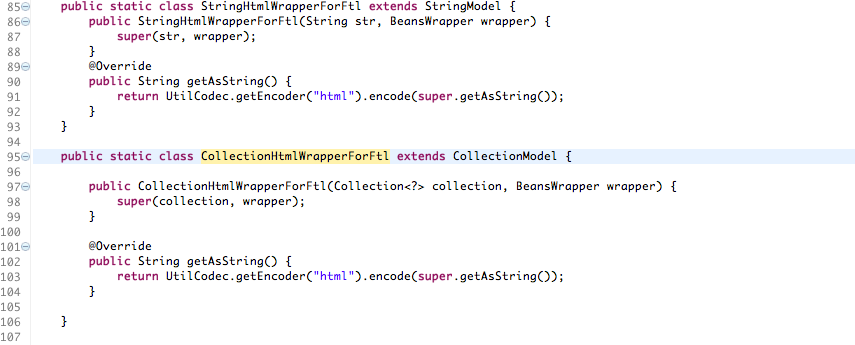 85 public static class StringHtmlWrapperForFtl extends StringModel {
86 public StringHtmlWrapperForFtl(String str, BeansWrapper wrapper) {
87 super(str, wrapper);
88 }
89 @Override
90 public String getAsString() {
91 return UtilCodec.getEncoder("html").encode(super.getAsString());
92 }
93 }
94
95 public static class CollectionHtmlWrapperForFtl extends CollectionModel {
96
97 public CollectionHtmlWrapperForFtl(Collection<?> collection, BeansWrapper wrapper) {
98 super(collection, wrapper);
99 }
100
101 @Override
102 public String getAsString() {
103 return UtilCodec.getEncoder("html").encode(super.getAsString());
104 }
105
106 }
107